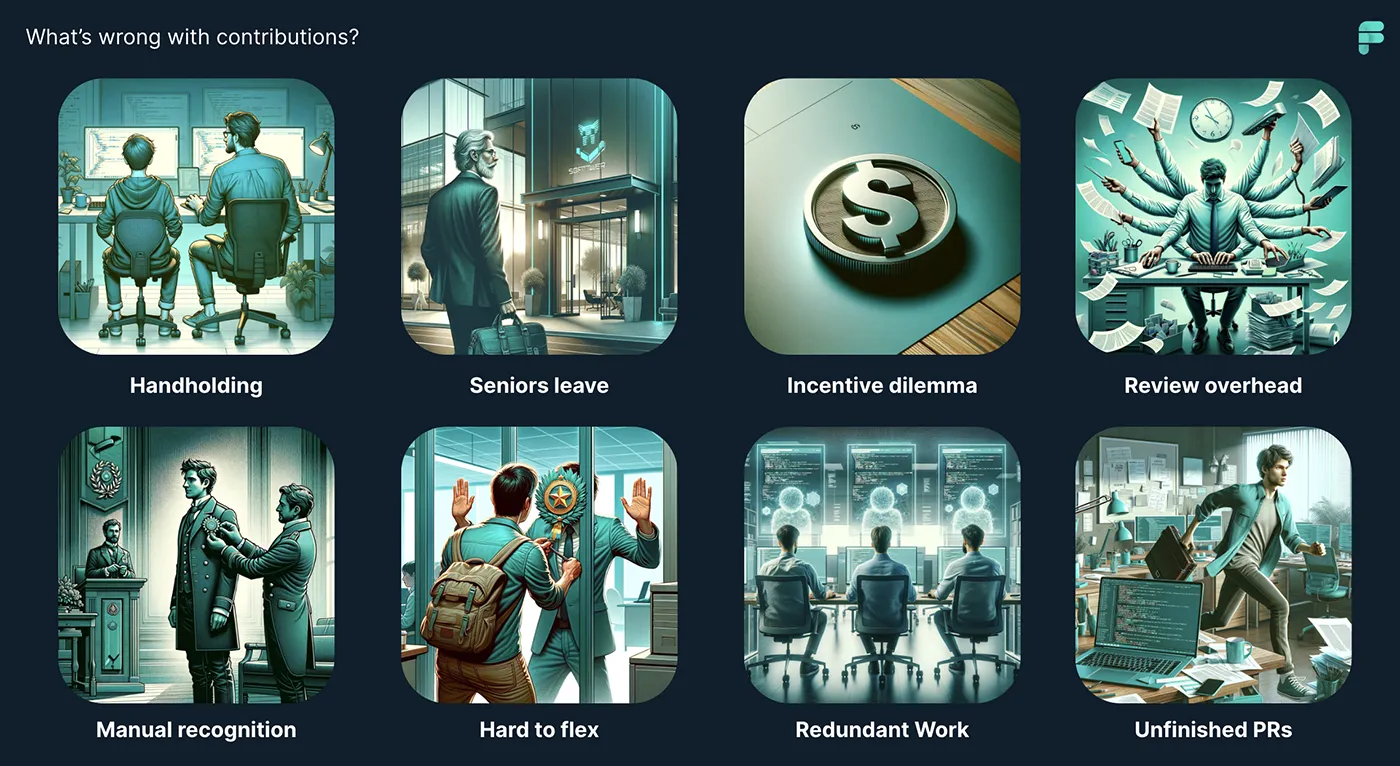 What’s wrong with contributions?
Handholding
Seniors leave
Incentive dilemma
Review overhead
Manual recognition
Hard to flex
Redundant Work
Unfinished PRs